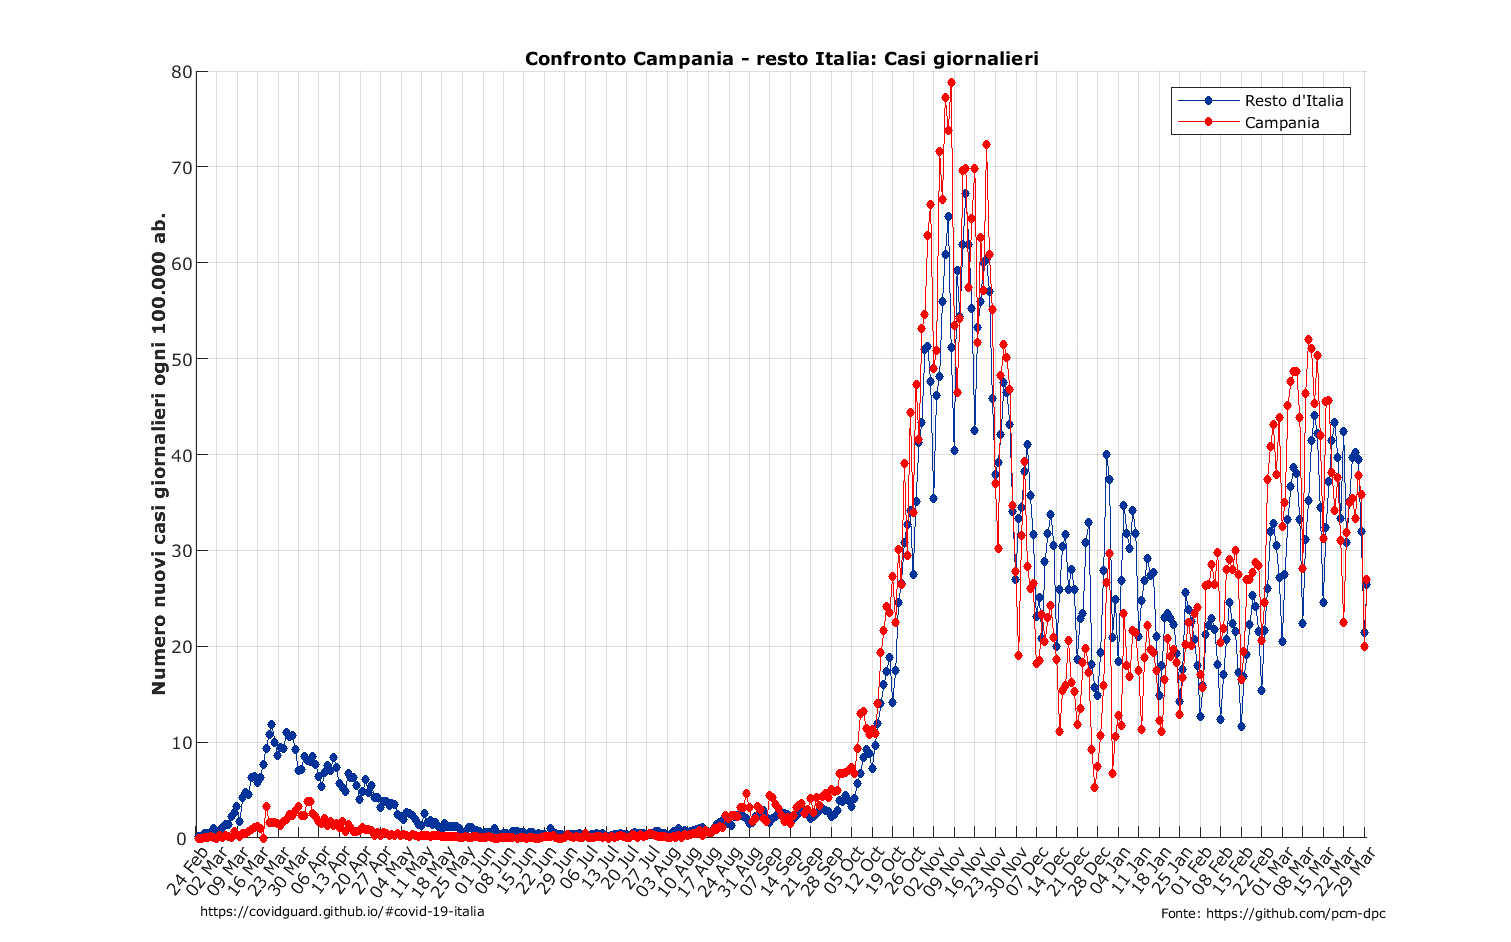 Confronto Campania - resto Italia: Casi giornalieri
Numero nuovi casi giornalieri ogni 100.000 ab.
80
70
60
50
40
30
20
10
0
Resto d'Italia
Campania
24 Feb
02 Mar
09 Mar
16 Mar
23 Mar
30 Mar
06 Apr
13 Apr
20 Apr
27 Apr
04 May
11 May
18 May
25 May
01 Jun
08 Jun
15 Jun
22 Jun
29 Jun
06 Jul
13 Jul
20 Jul
27 Jul
03 Aug
10 Aug
17 Aug
24 Aug
31 Aug
07 Sep
14 Sep
21 Sep
28 Sep
05 Oct
12 Oct
19 Oct
26 Oct
02 Nov
09 Nov
16 Nov
23 Nov
30 Nov
07 Dec
14 Dec
21 Dec
28 Dec
04 Jan
11 Jan
18 Jan
25 Jan
01 Feb
08 Feb
15 Feb
22 Feb
01 Mar
08 Mar
15 Mar
22 Mar
29 Mar
https://covidguard.github.io/#covid-19-italia
Fonte: https://github.com/pcm-dpc